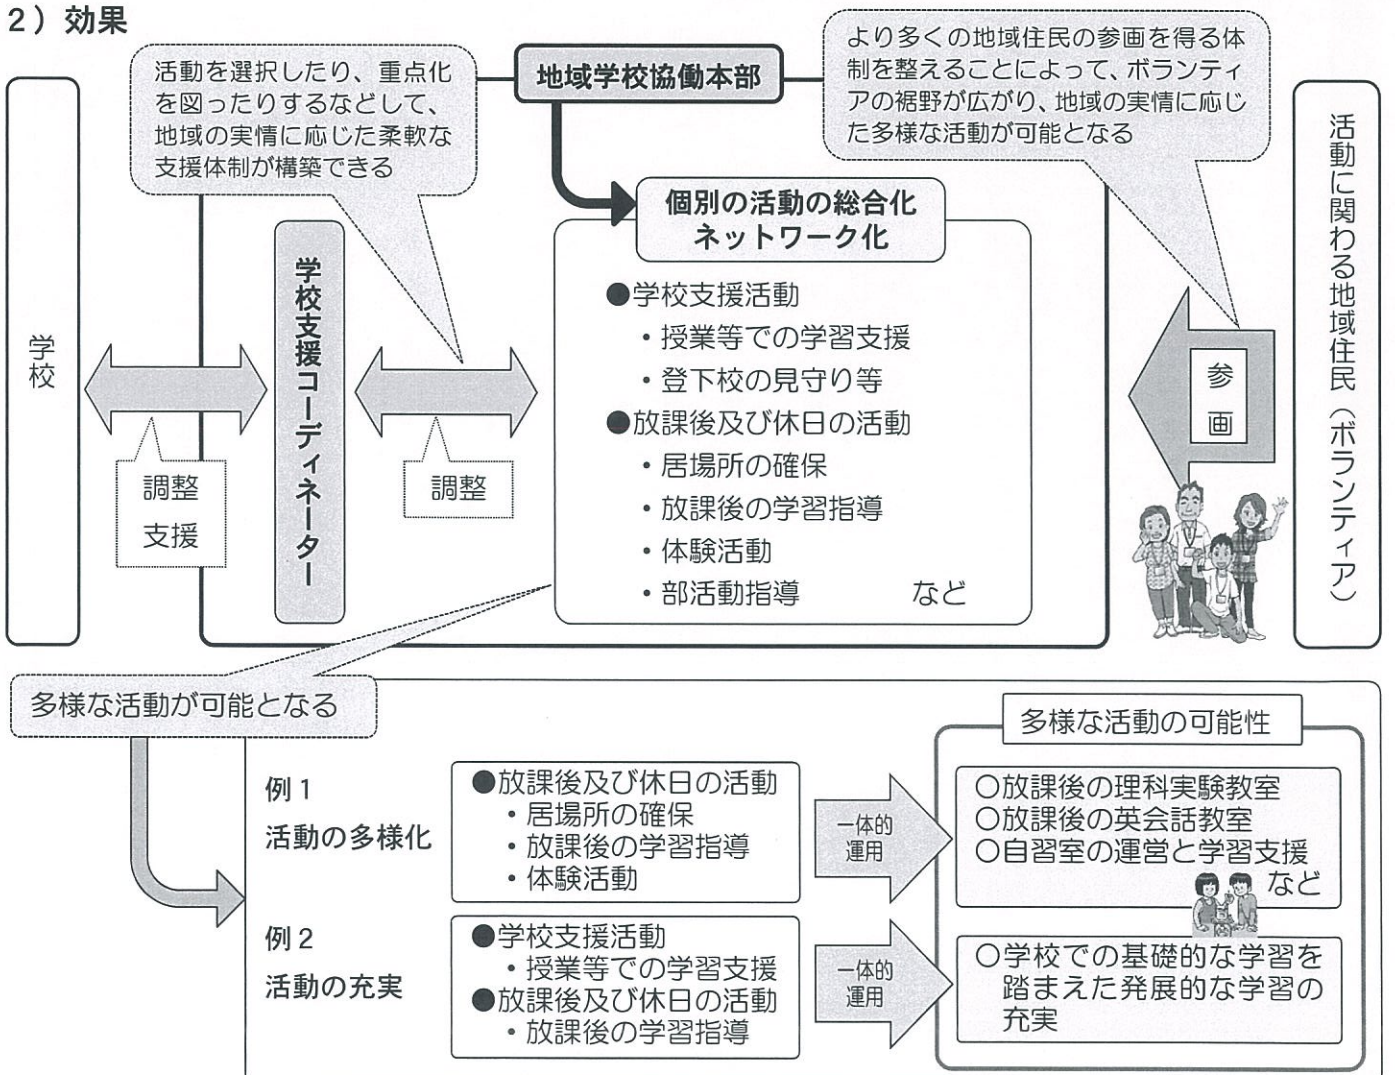 2）効果
活動を選択したり、重点化
を図ったりするなどして、
地域の実情に応じた柔軟な
支援体制が構築できる
地域学校協働本部
より多くの地域住民の参画を得る体
制を整えることによって、ボランティ
アの裾野が広がり、地域の実情に応じ
た多様な活動が可能となる
学校
調整
支援
学校支援コーディネーター
調整
個別の活動の総合化
ネットワーク化
●学校支援活動
・授業等での学習支援
・登下校の見守り等
●放課後及び休日の活動
・居場所の確保
・放課後の学習指導
・体験活動
・部活動指導　　　など
参画
活動に関わる地域住民（ボランティア）
多様な活動が可能となる
例1
活動の多様化
●放課後及び休日の活動
・居場所の確保
・放課後の学習指導
・体験活動
一体的
運用
多様な活動の可能性
○放課後の理科実験教室
○放課後の英会話教室
○自習室の運営と学習支援
など
例2
活動の充実
●学校支援活動
・授業等での学習支援
●放課後及び休日の活動
・放課後の学習指導
一体的
運用
○学校での基礎的な学習を
踏まえた発展的な学習の
充実